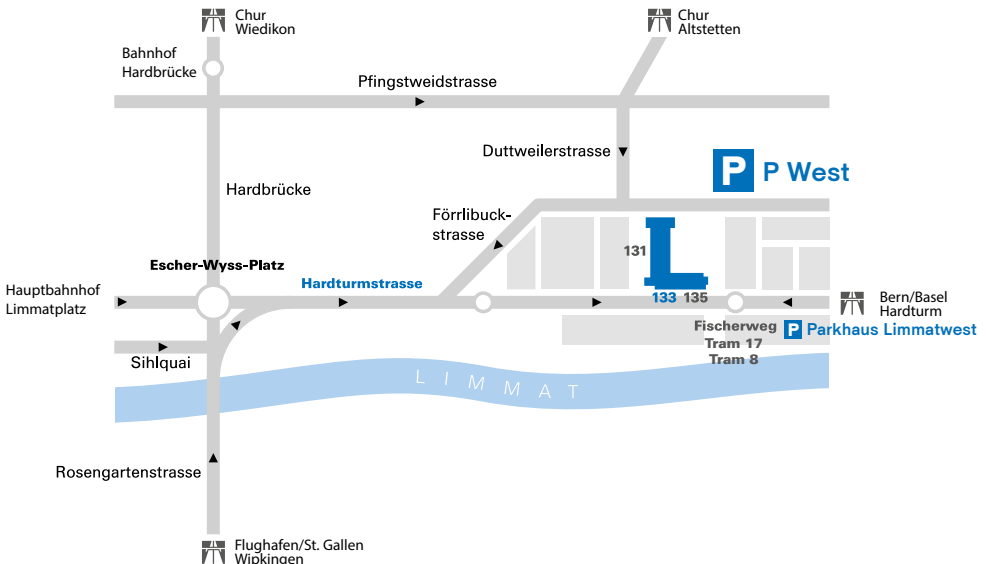 Chur
Wiedikon
Chur
Altstetten
Bahnhof
Hardbrücke
Pfingstweidstrasse
Duttweilerstrasse
P
P West
Hardbrücke
Förrlibuck-
strasse
131
Escher-Wyss-Platz
Hardturmstrasse
Hauptbahnhof
Limmatplatz
133 135
Bern/Basel
Hardturm
Fischerweg
P Parkhaus Limmatwest
Tram 17
Tram 8
Sihlquai
LIMMAT
Rosengartenstrasse
Flughafen/St. Gallen
Wipkingen